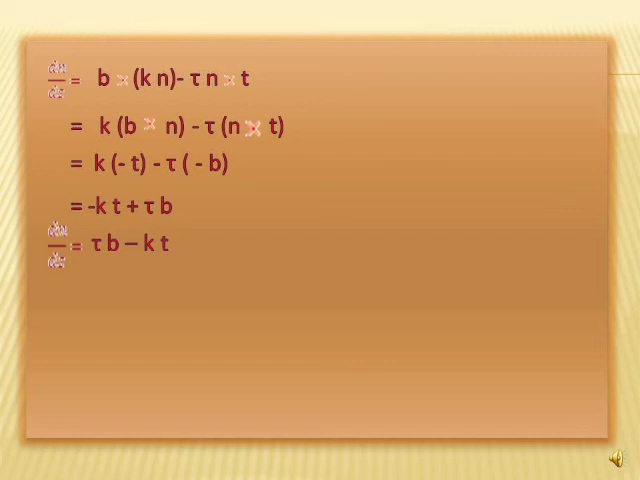 dn/ds = b × (k n)- τ n × t
= k (b × n) - τ (n × t)
= k (- t) - τ ( - b)
= -k t + τ b
dn/ds = τ b – k t